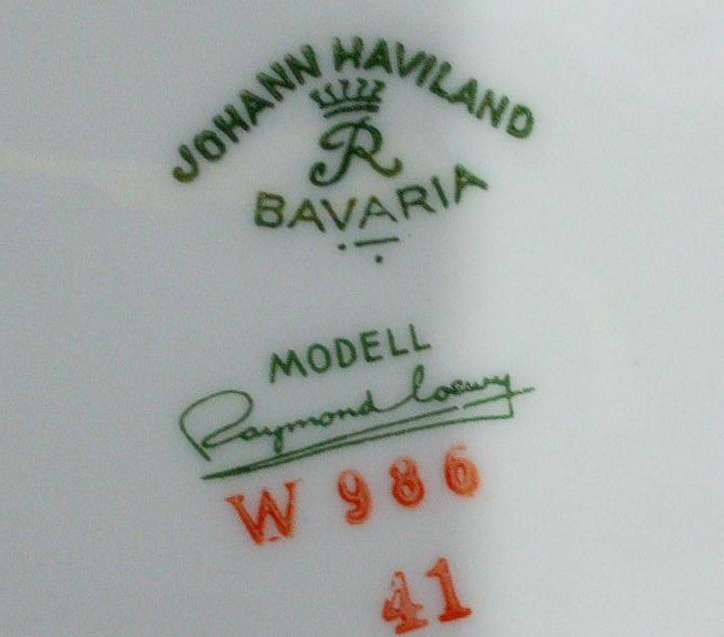 JOHANN HAVILAND
R
BAVARIA
MODELL
Raymond Loewy
W 986
41